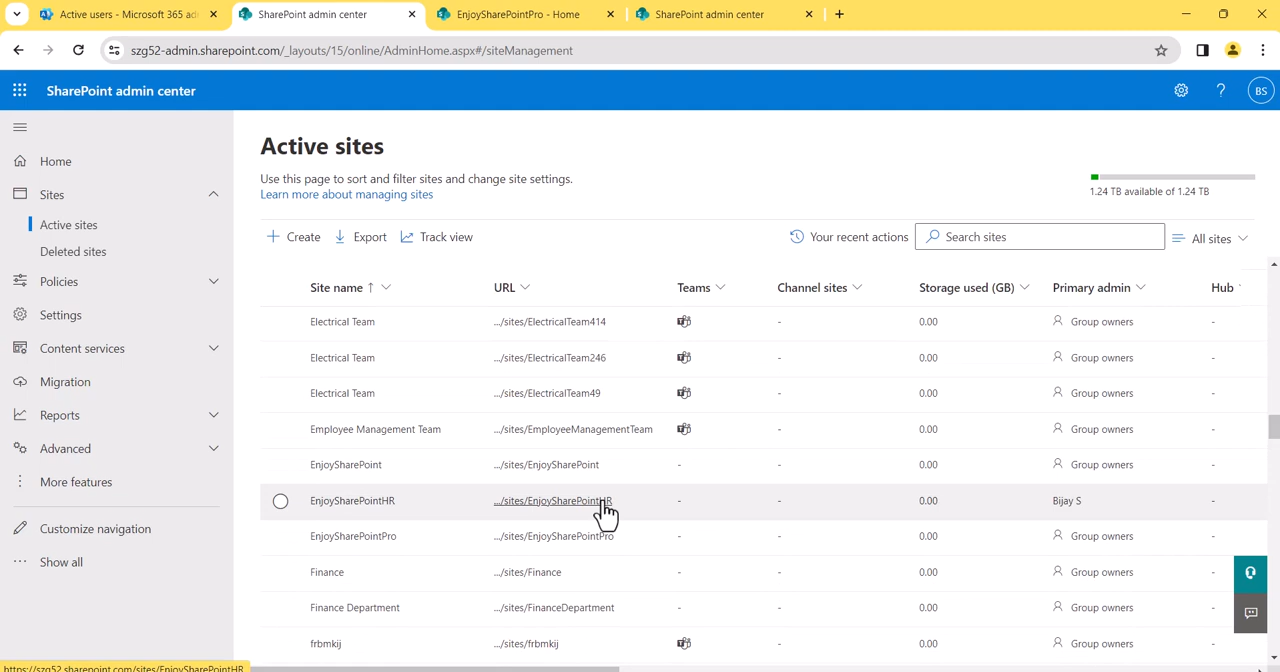 Active users - Microsoft 365 ad
SharePoint admin center
EnjoySharePointPro - Home
SharePoint admin center
szg52-admin.sharepoint.com/_layouts/15/online/AdminHome.aspx#/siteManagement
SharePoint admin center
BS
Home
Sites
Active sites
Deleted sites
Policies
Settings
Content services
Migration
Reports
Advanced
More features
Customize navigation
Show all
Active sites
Use this page to sort and filter sites and change site settings.
Learn more about managing sites
1.24 TB available of 1.24 TB
Create Export Track view Your recent actions Search sites All sites
Site name ↑ URL Teams Channel sites Storage used (GB) Primary admin Hub
Electrical Team .../sites/ElectricalTeam414 - 0.00 Group owners -
Electrical Team .../sites/ElectricalTeam246 - 0.00 Group owners -
Electrical Team .../sites/ElectricalTeam49 - 0.00 Group owners -
Employee Management Team .../sites/EmployeeManagementTeam - 0.00 Group owners -
EnjoySharePoint .../sites/EnjoySharePoint - - 0.00 Group owners -
EnjoySharePointHR .../sites/EnjoySharePointHR - - 0.00 Bijay S -
EnjoySharePointPro .../sites/EnjoySharePointPro - - 0.00 Group owners -
Finance .../sites/Finance - - 0.00 Group owners -
Finance Department .../sites/FinanceDepartment - - 0.00 Group owners -
frbmkij .../sites/frbmkij - 0.00 Group owners -
https://szg52.sharepoint.com/sites/EnjoySharePointHR